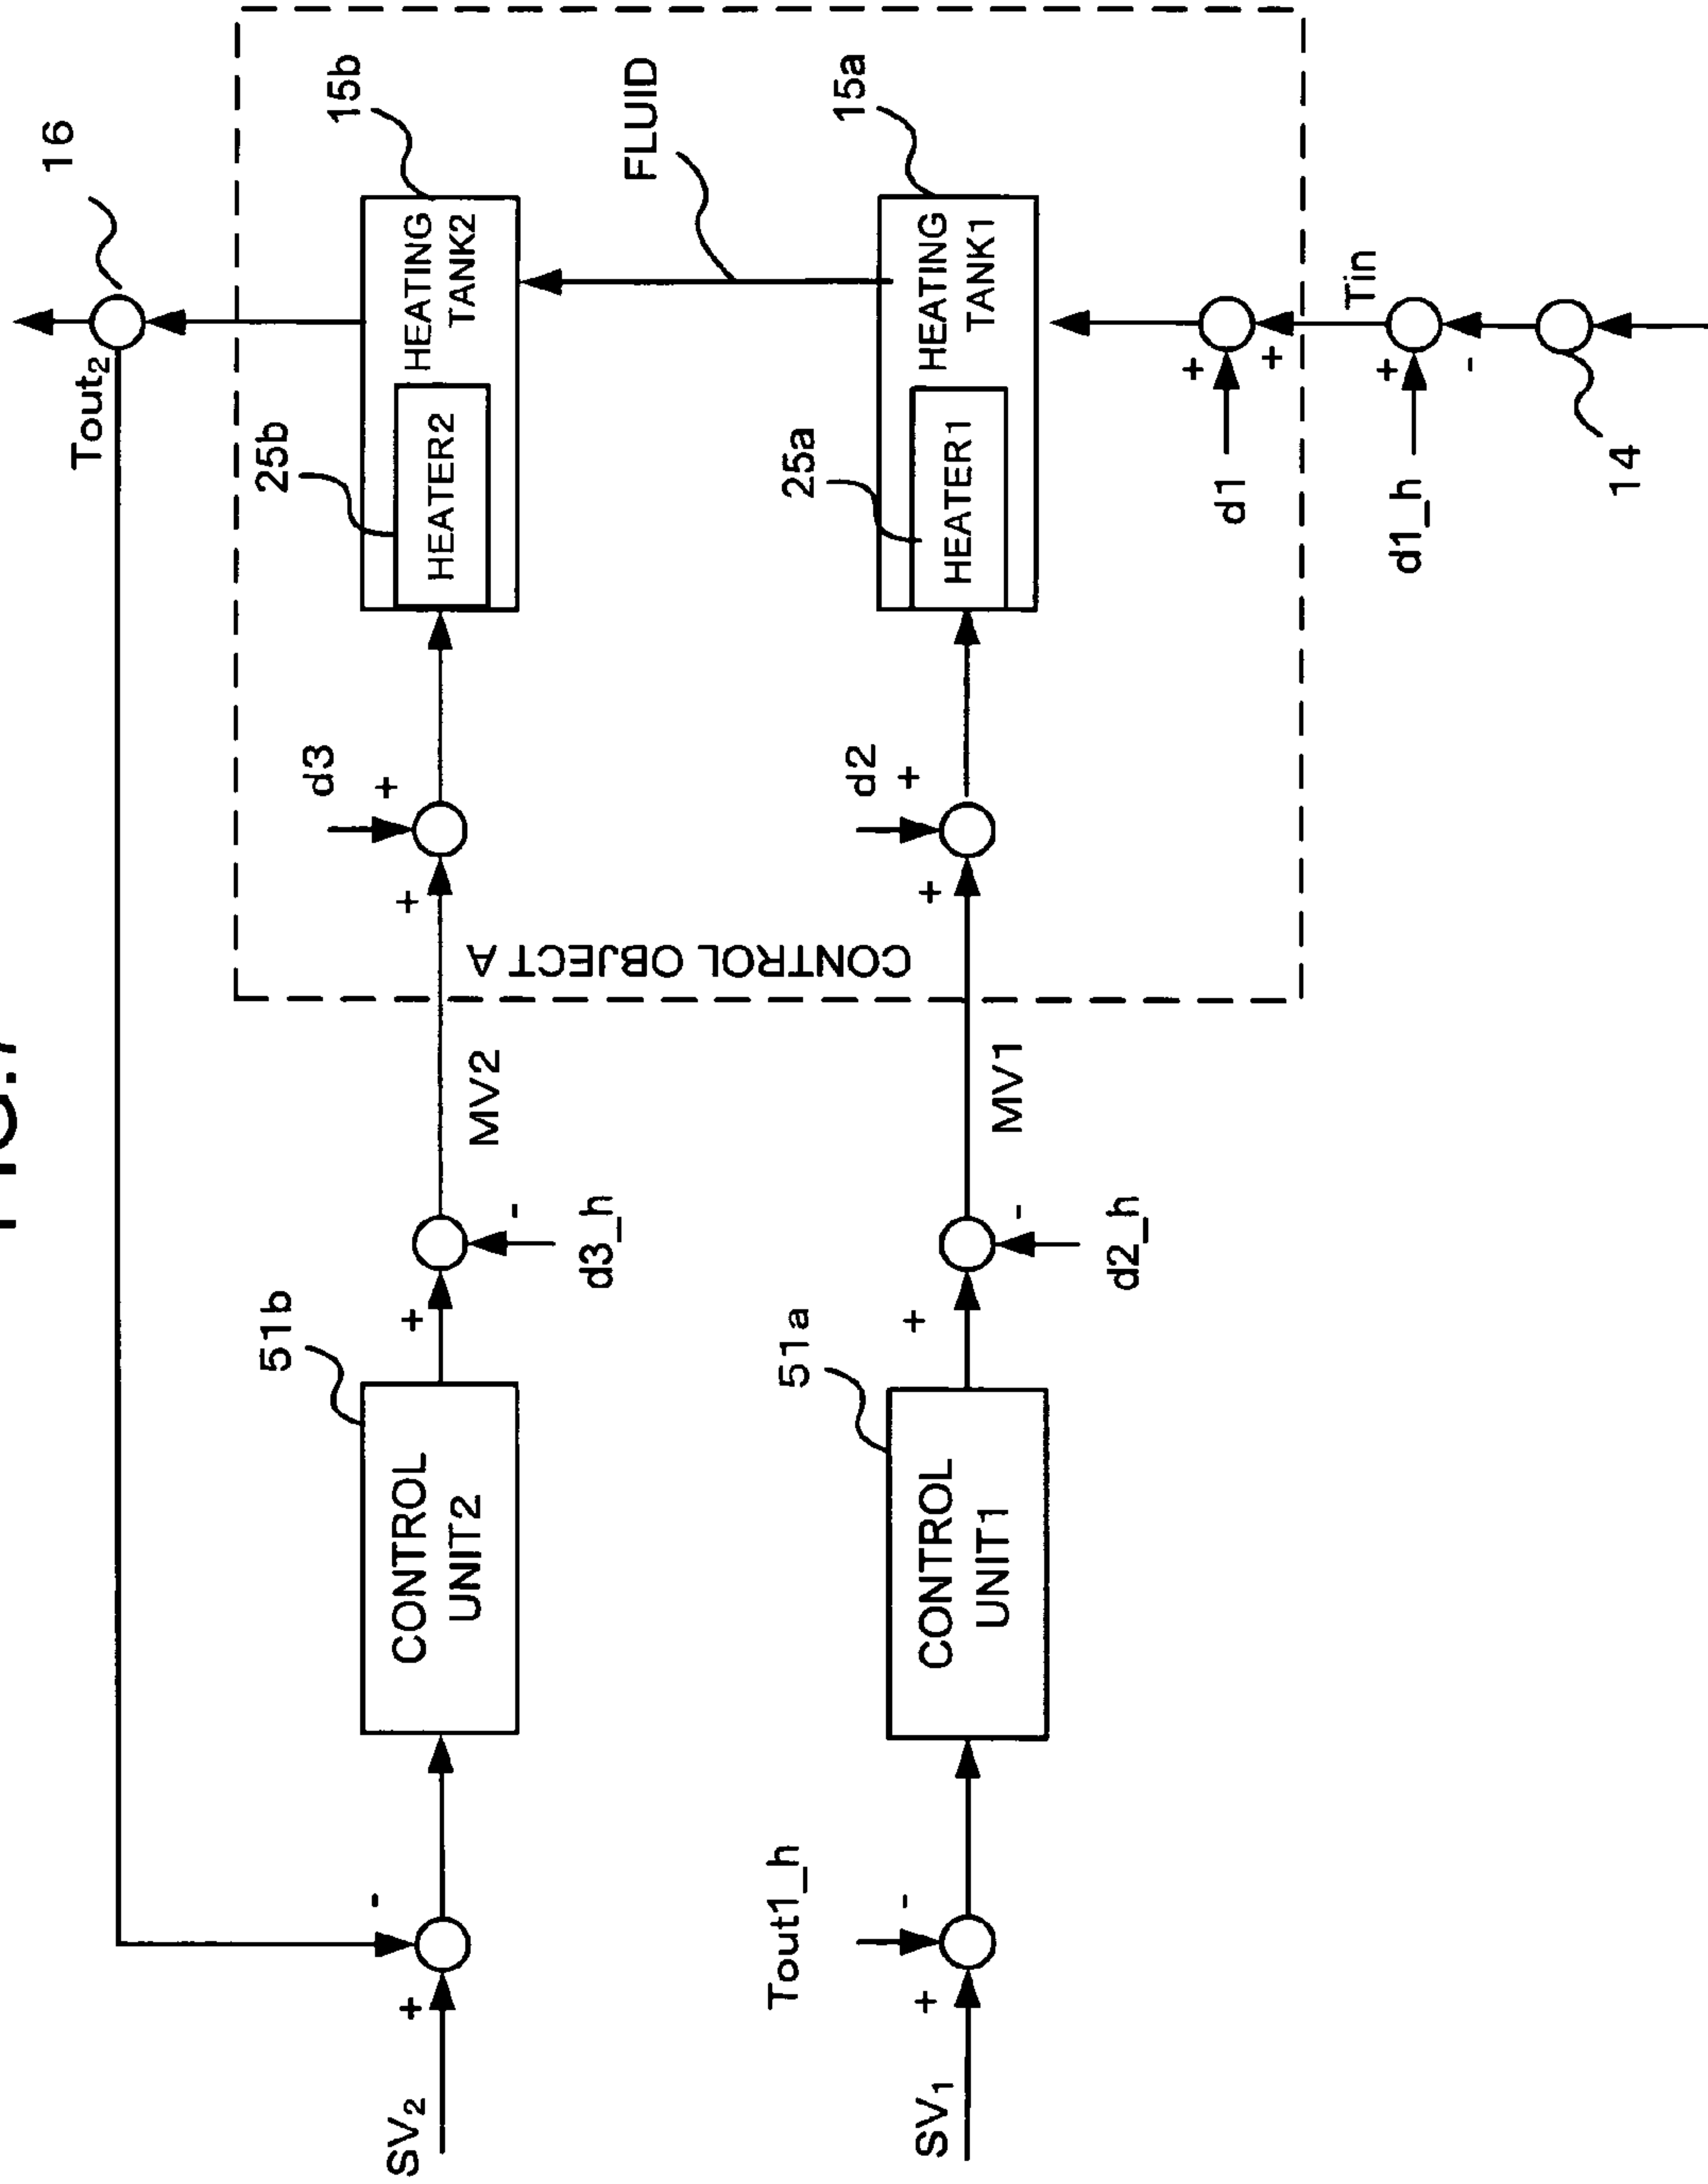 16
Tout2
15b
HEATING
TANK2
25b
HEATER2
FLUID
15a
HEATING
TANK1
25a
HEATER1
Tin
d1
+
+
d1_h
+
-
14
d3
+
+
d2
+
+
CONTROL OBJECT A
MV2
MV1
-
d3_h
+
-
d2_h
+
51b
CONTROL
UNIT2
51a
CONTROL
UNIT1
-
+
SV2
Tout1_h
-
+
SV1